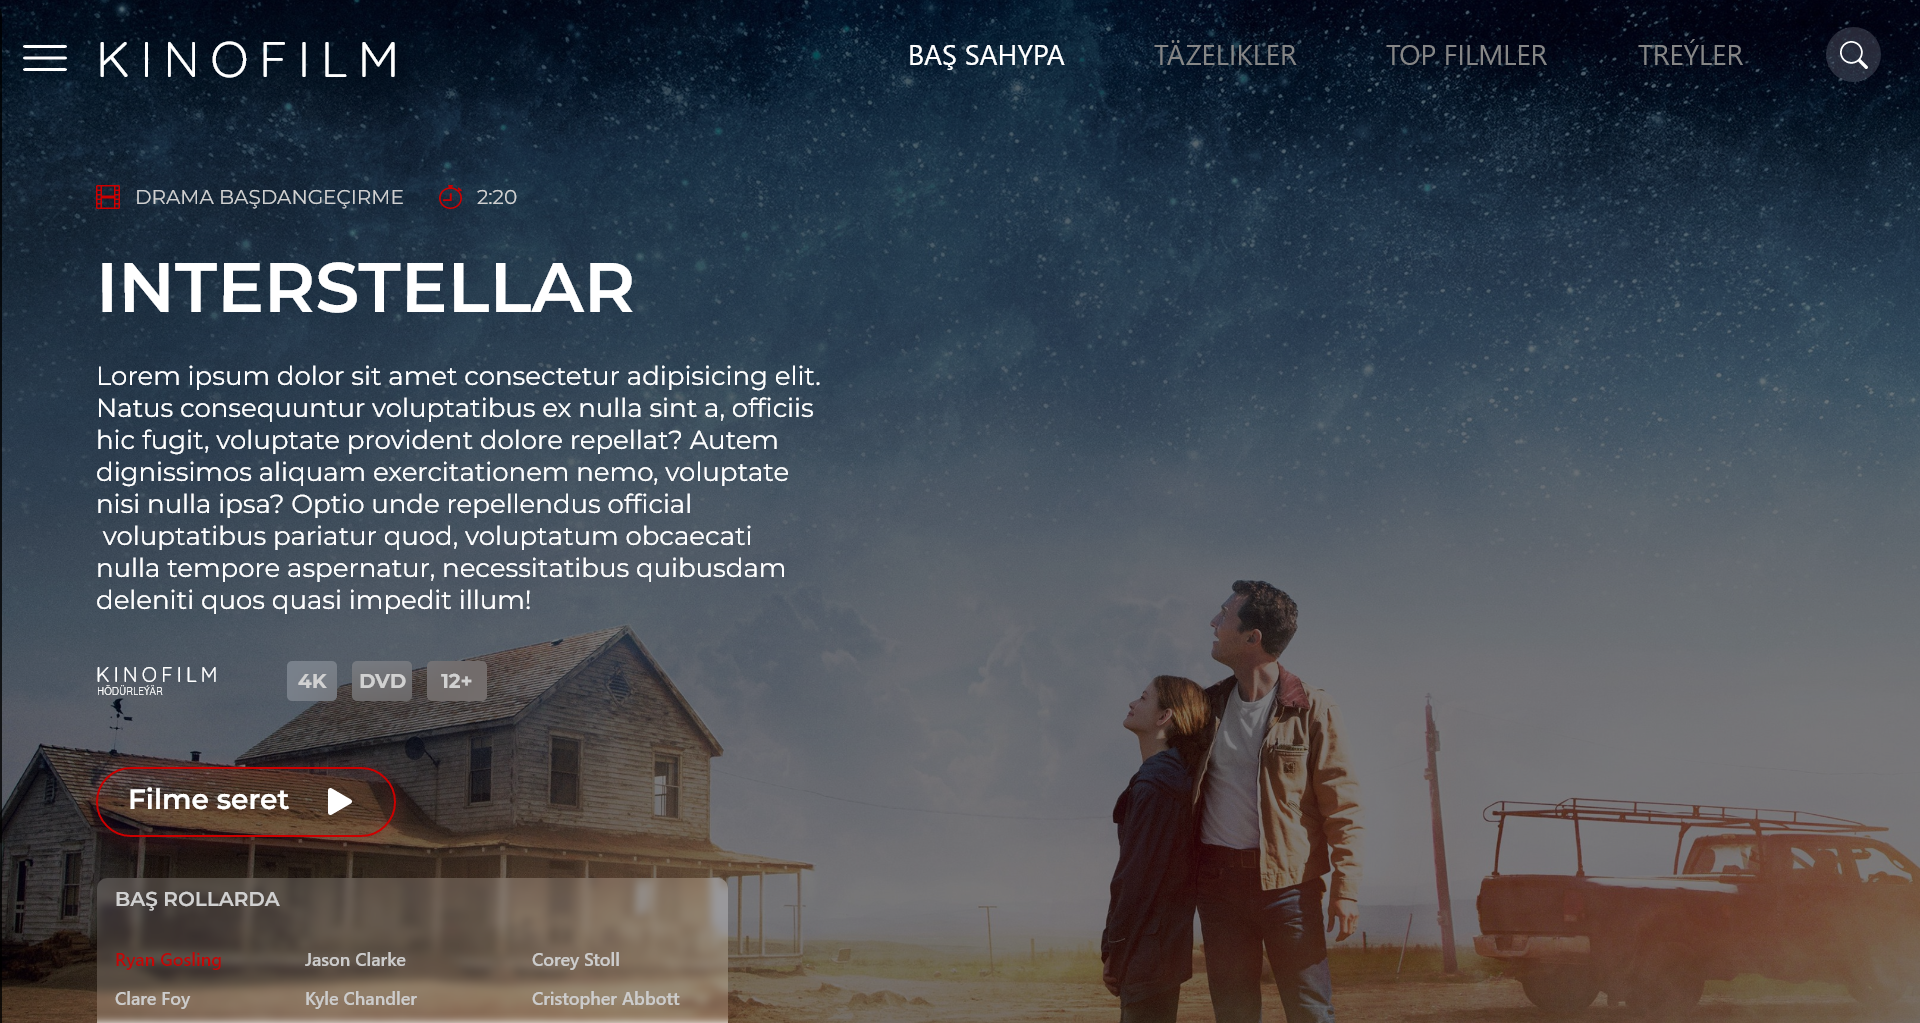 KINOFILM
BAŞ SAHYPA TÄZELIKLER TOP FILMLER TREÝLER
DRAMA BAŞDANGEÇIRME 2:20
INTERSTELLAR
Lorem ipsum dolor sit amet consectetur adipisicing elit.
Natus consequuntur voluptatibus ex nulla sint a, officiis
hic fugit, voluptate provident dolore repellat? Autem
dignissimos aliquam exercitationem nemo, voluptate
nisi nulla ipsa? Optio unde repellendus official
voluptatibus pariatur quod, voluptatum obcaecati
nulla tempore aspernatur, necessitatibus quibusdam
deleniti quos quasi impedit illum!
KINOFILM
HÖDÜRLEÝÄR
4K DVD 12+
Filme seret
BAŞ ROLLARDA
Ryan Gosling Jason Clarke Corey Stoll
Clare Foy Kyle Chandler Cristopher Abbott